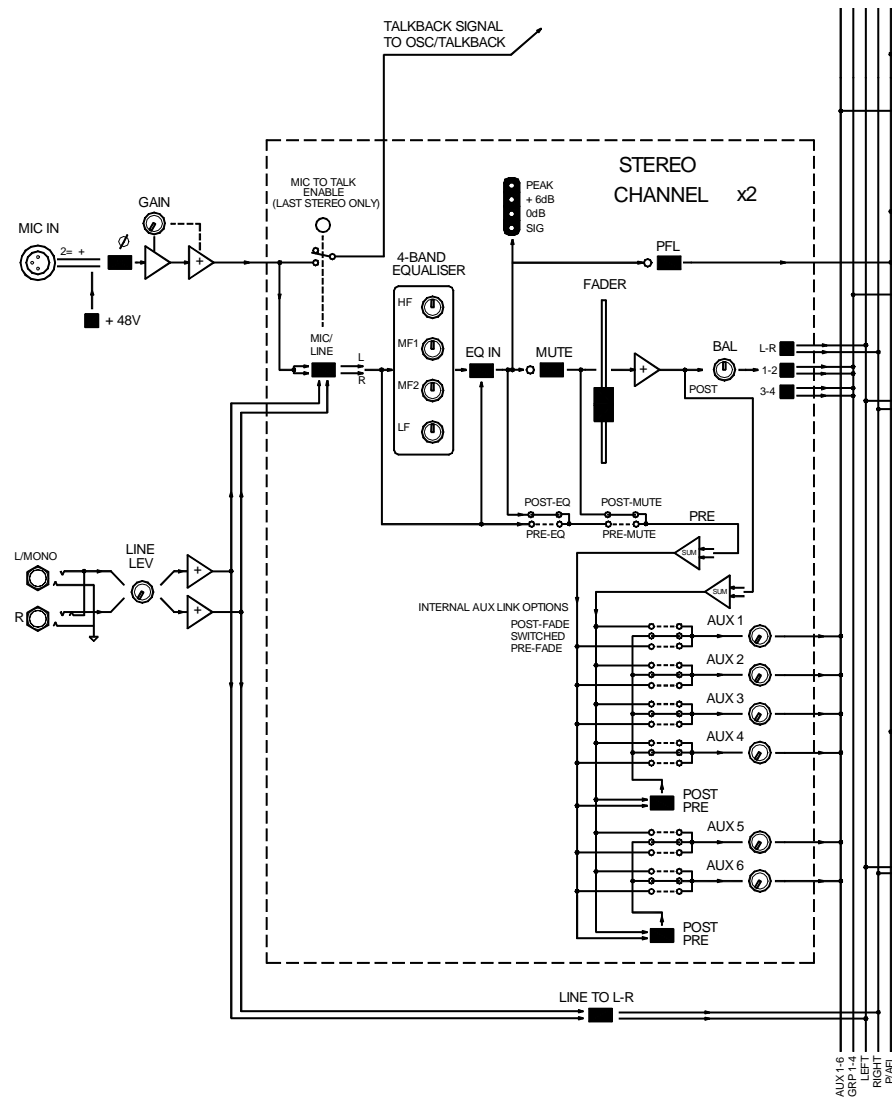 TALKBACK SIGNAL
TO OSC/TALKBACK
STEREO
CHANNEL x2
MIC TO TALK
ENABLE
(LAST STEREO ONLY)
PEAK
+ 6dB
0dB
SIG
GAIN
MIC IN
2= +
Ø
+ 48V
4-BAND
EQUALISER
HF
MF1
MF2
LF
PFL
FADER
MIC/
LINE
L
R
EQ IN
MUTE
BAL
POST
L-R
1-2
3-4
POST-EQ
POST-MUTE
PRE-EQ
PRE-MUTE
PRE
SUM
SUM
L/MONO
R
LINE
LEV
+
+
+
+
INTERNAL AUX LINK OPTIONS
POST-FADE
SWITCHED
PRE-FADE
AUX 1
AUX 2
AUX 3
AUX 4
POST
PRE
AUX 5
AUX 6
POST
PRE
LINE TO L-R
AUX 1-6
GRP 1-4
LEFT
RIGHT
P/AFL